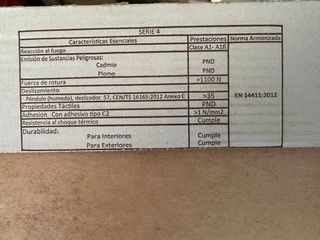 SERIE 4
Características Esenciales Prestaciones Norma Armonizada
Reacción al fuego Clase A1- A1fl
Emisión de Sustancias Peligrosas:
Cadmio PND
Plomo PND
Fuerza de rotura >1100 N
Deslizamiento
Péndulo (humedo), deslizador 57, CEN/TS 16165:2012 Anexo C >35 EN 14411:2012
Propiedades Táctiles PND
Adhesión Con adhesivo tipo C2 >1 N/mm2
Resistencia al choque térmico Cumple
Durabilidad:
Para Interiores Cumple
Para Exteriores Cumple